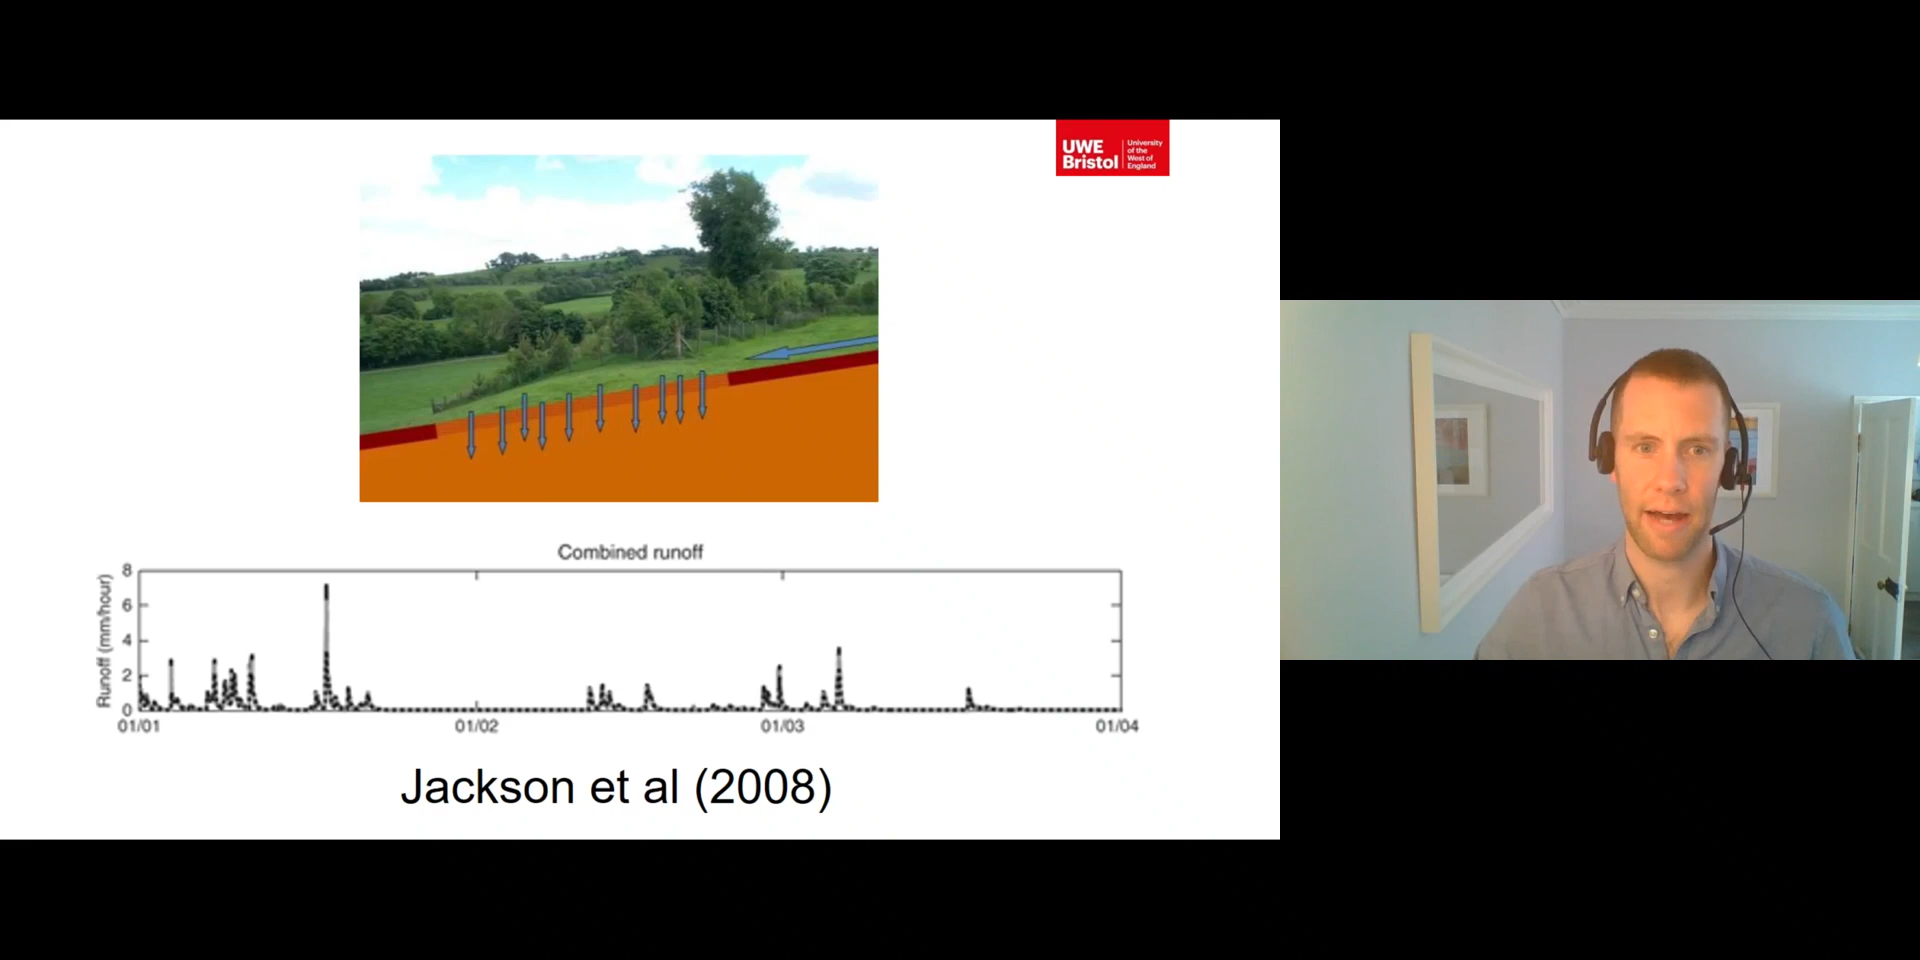 UWE
Bristol
University
of the
West of
England
Combined runoff
Runoff (mm/hour)
8
6
4
2
0
01/01
01/02
01/03
01/04
Jackson et al (2008)